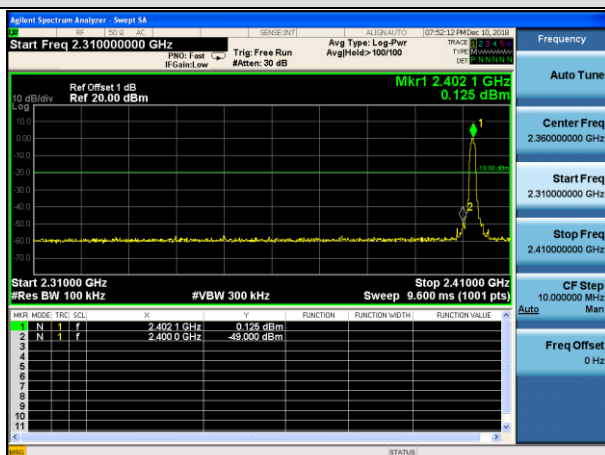 Agilent Spectrum Analyzer - Swept SA
RF 50 Ω AC SENSE:INT ALIGN AUTO 07:52:12 PM Dec 10, 2018
Start Freq 2.310000000 GHz
PNO: Fast
IFGain:Low
Trig: Free Run
#Atten: 30 dB
Avg Type: Log-Pwr
Avg|Hold>100/100
TRACE 1 2 3 4 5 6
TYPE
DET P N N N N N
Ref Offset 1 dB
Ref 20.00 dBm
10 dB/div
Log
Mkr1 2.402 1 GHz
0.125 dBm
10.0
0.00
-10.0
-20.0
-30.0
-40.0
-50.0
-60.0
-70.0
1
2
Start 2.31000 GHz Stop 2.41000 GHz
#Res BW 100 kHz #VBW 300 kHz Sweep 9.600 ms (1001 pts)
MKR MODE TRC SCL X Y FUNCTION FUNCTION WIDTH FUNCTION VALUE
1 N 1 f 2.402 1 GHz 0.125 dBm
2 N 1 f 2.400 0 GHz -49.000 dBm
3
4
5
6
7
8
9
10
11
MSG STATUS
Frequency
Auto Tune
Center Freq
2.360000000 GHz
Start Freq
2.310000000 GHz
Stop Freq
2.410000000 GHz
CF Step
10.000000 MHz
Auto Man
Freq Offset
0 Hz